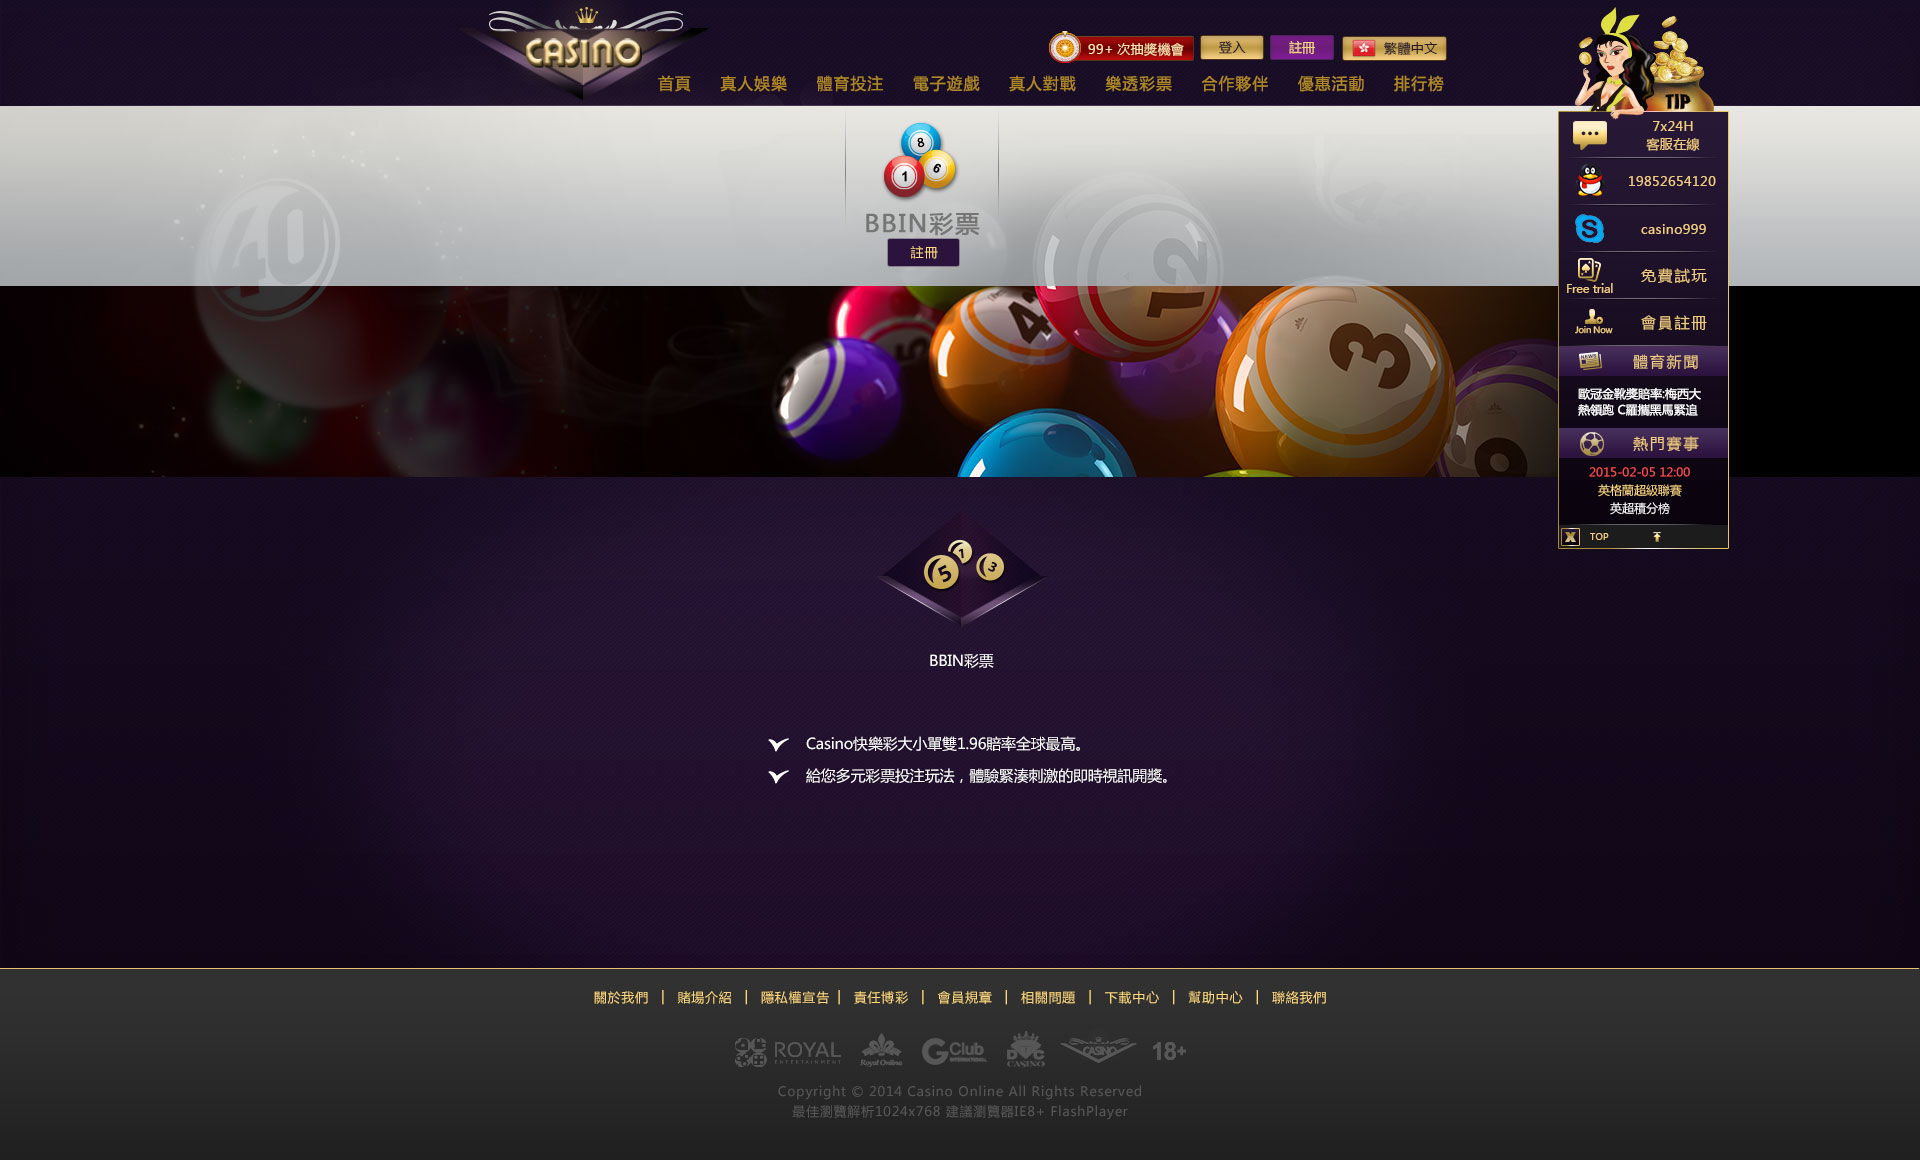 CASINO
99+ 次抽獎機會
登入
註冊
繁體中文
首頁 真人娛樂 體育投注 電子遊戲 真人對戰 樂透彩票 合作夥伴 優惠活動 排行榜
TIP
40
8
1
6
BBIN彩票
註冊
12
3
7x24H
客服在線
19852654120
casino999
免費試玩
Free trial
會員註冊
Join Now
NEWS
體育新聞
歐冠金靴獎賠率:梅西大
熱領跑 C羅攜黑馬緊追
熱門賽事
2015-02-05 12:00
英格蘭超級聯賽
英超積分榜
X TOP
1
5
3
BBIN彩票
Casino快樂彩大小單雙1.96賠率全球最高。
給您多元彩票投注玩法，體驗緊湊刺激的即時視訊開獎。
關於我們 | 賭場介紹 | 隱私權宣告 | 責任博彩 | 會員規章 | 相關問題 | 下載中心 | 幫助中心 | 聯絡我們
ROYAL
ENTERTAINMENT
Royal Online
GClub
DVC
CASINO
CASINO
18+
Copyright © 2014 Casino Online All Rights Reserved
最佳瀏覽解析1024x768 建議瀏覽器IE8+ FlashPlayer